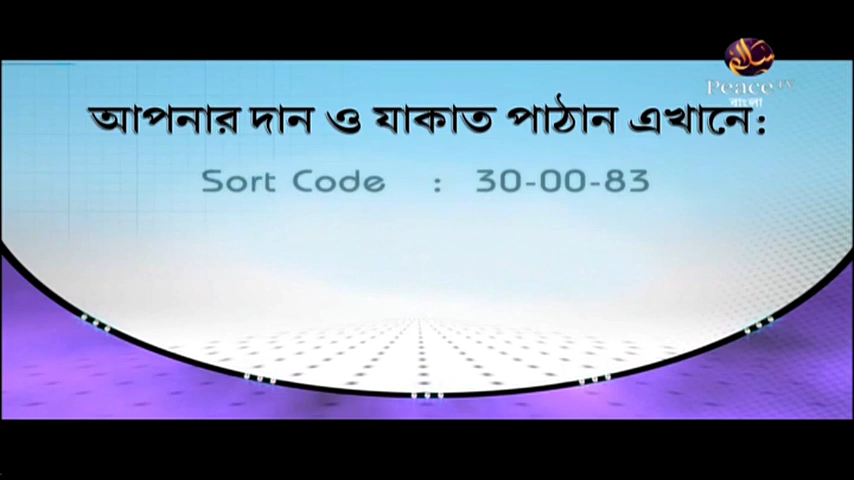 Peace TV
বাংলা
আপনার দান ও যাকাত পাঠান এখানে:
Sort Code : 30-00-83